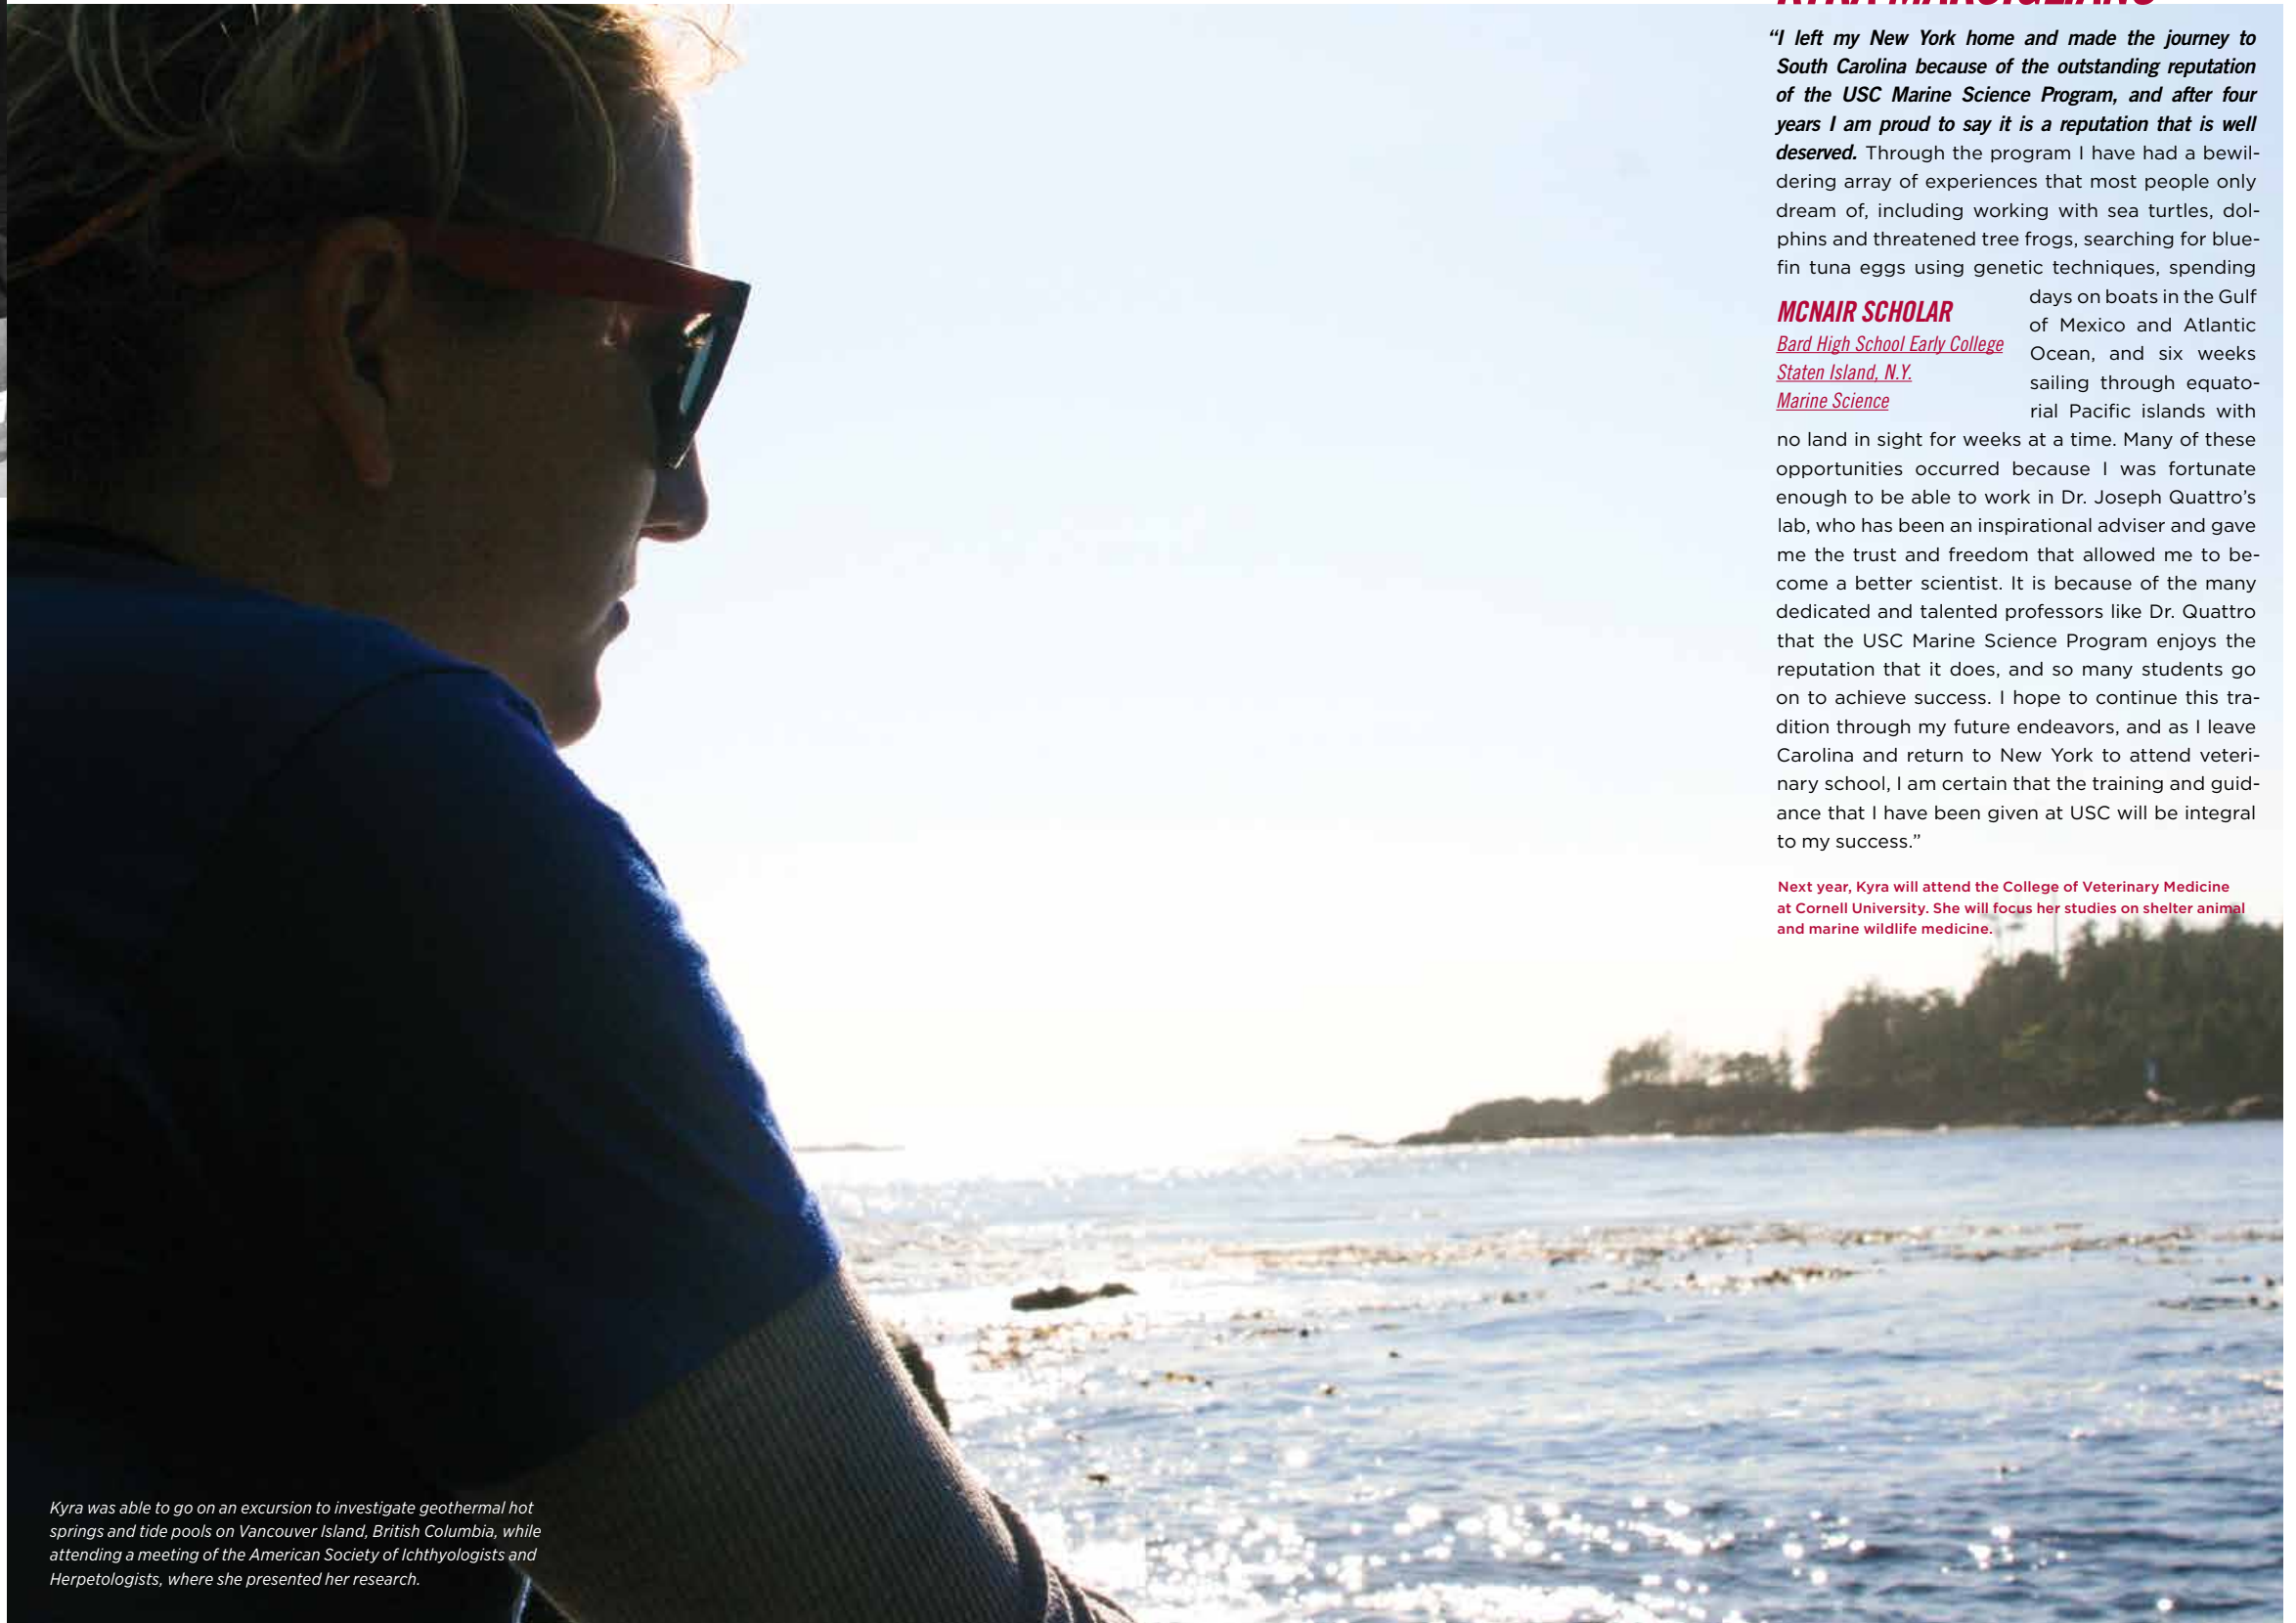 “I left my New York home and made the journey to
South Carolina because of the outstanding reputation
of the USC Marine Science Program, and after four
years I am proud to say it is a reputation that is well
deserved. Through the program I have had a bewil-
dering array of experiences that most people only
dream of, including working with sea turtles, dol-
phins and threatened tree frogs, searching for blue-
fin tuna eggs using genetic techniques, spending
days on boats in the Gulf
of Mexico and Atlantic
Ocean, and six weeks
sailing through equato-
rial Pacific islands with
no land in sight for weeks at a time. Many of these
opportunities occurred because I was fortunate
enough to be able to work in Dr. Joseph Quattro’s
lab, who has been an inspirational adviser and gave
me the trust and freedom that allowed me to be-
come a better scientist. It is because of the many
dedicated and talented professors like Dr. Quattro
that the USC Marine Science Program enjoys the
reputation that it does, and so many students go
on to achieve success. I hope to continue this tra-
dition through my future endeavors, and as I leave
Carolina and return to New York to attend veteri-
nary school, I am certain that the training and guid-
ance that I have been given at USC will be integral
to my success.”
MCNAIR SCHOLAR
Bard High School Early College
Staten Island, N.Y.
Marine Science
Next year, Kyra will attend the College of Veterinary Medicine
at Cornell University. She will focus her studies on shelter animal
and marine wildlife medicine.
Kyra was able to go on an excursion to investigate geothermal hot
springs and tide pools on Vancouver Island, British Columbia, while
attending a meeting of the American Society of Ichthyologists and
Herpetologists, where she presented her research.